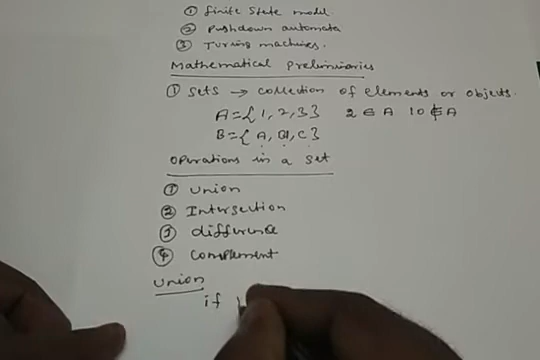 ① finite state model.
② Pushdown automata
③ Turing machines.
Mathematical Preliminaries
① Sets → collection of elements or objects.
A={1,2,3} 2 ∈ A 10 ∉ A
B={A, B, C}
Operations in a set
① Union
② Intersection
③ difference
④ complement
Union
if